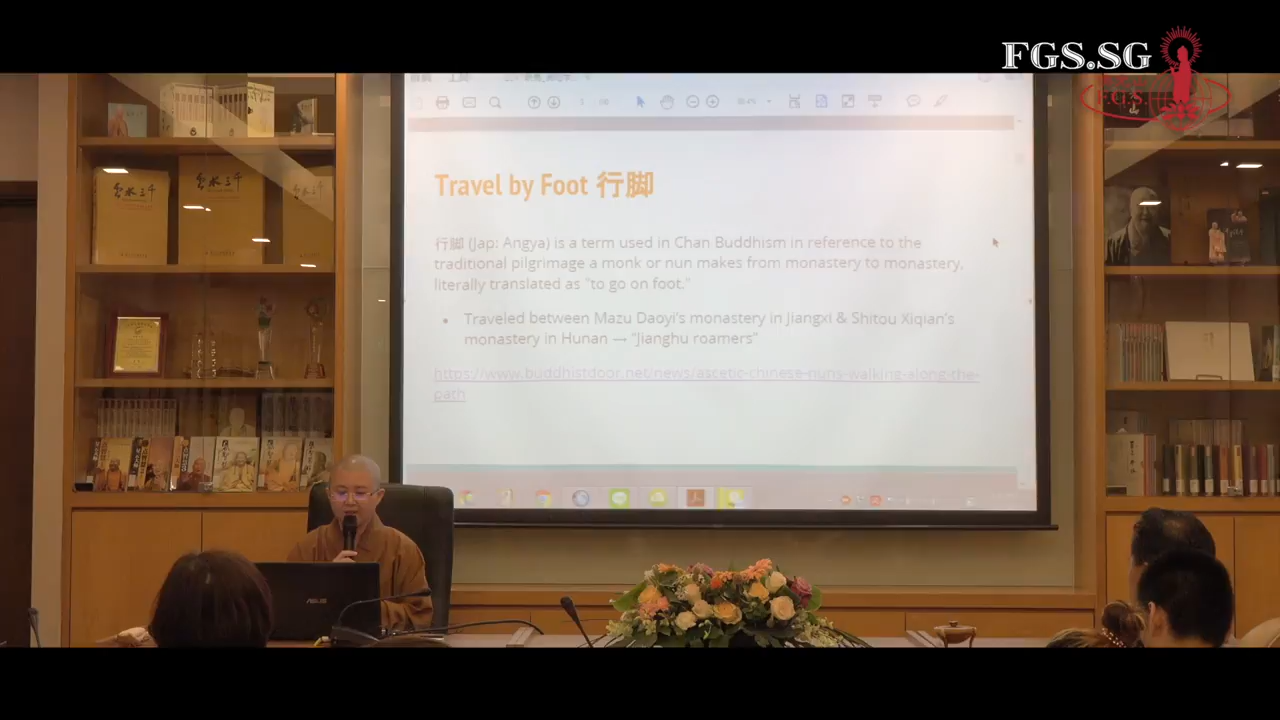 FGS.SG
F.G.S.
Travel by Foot 行脚
行脚 (Jap: Angya) is a term used in Chan Buddhism in reference to the
traditional pilgrimage a monk or nun makes from monastery to monastery,
literally translated as "to go on foot."
• Traveled between Mazu Daoyi's monastery in Jiangxi & Shitou Xiqian's
monastery in Hunan — "Jianghu roamers"
https://www.buddhistdoor.net/news/ascetic-chinese-nuns-walking-along-the-
path
ASUS